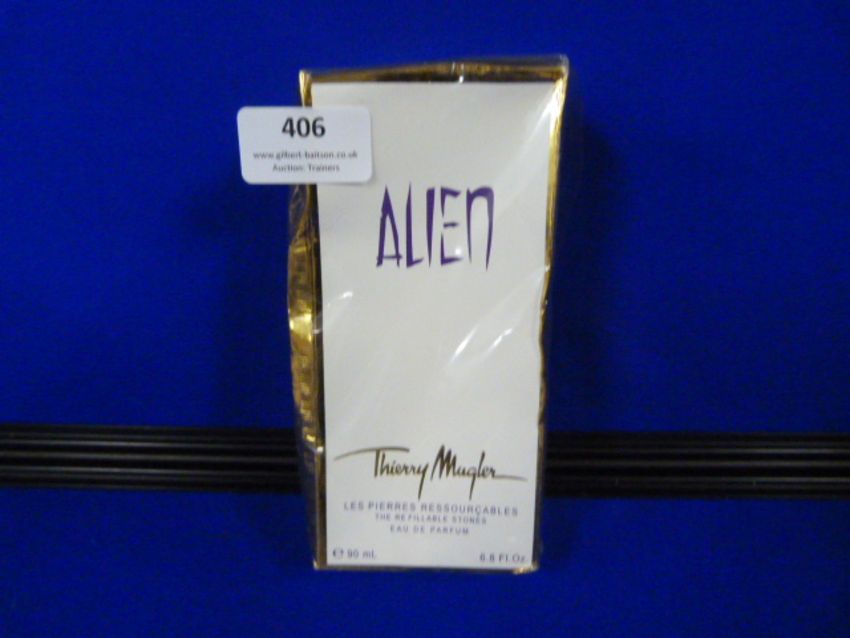 406
www.gilbert-baitson.co.uk
Auction: Trainers
ALIEN
Thierry Mugler
LES PIERRES RESSOURÇABLES
THE REFILLABLE STONES
EAU DE PARFUM
℮ 90 mL 6.8 Fl.Oz